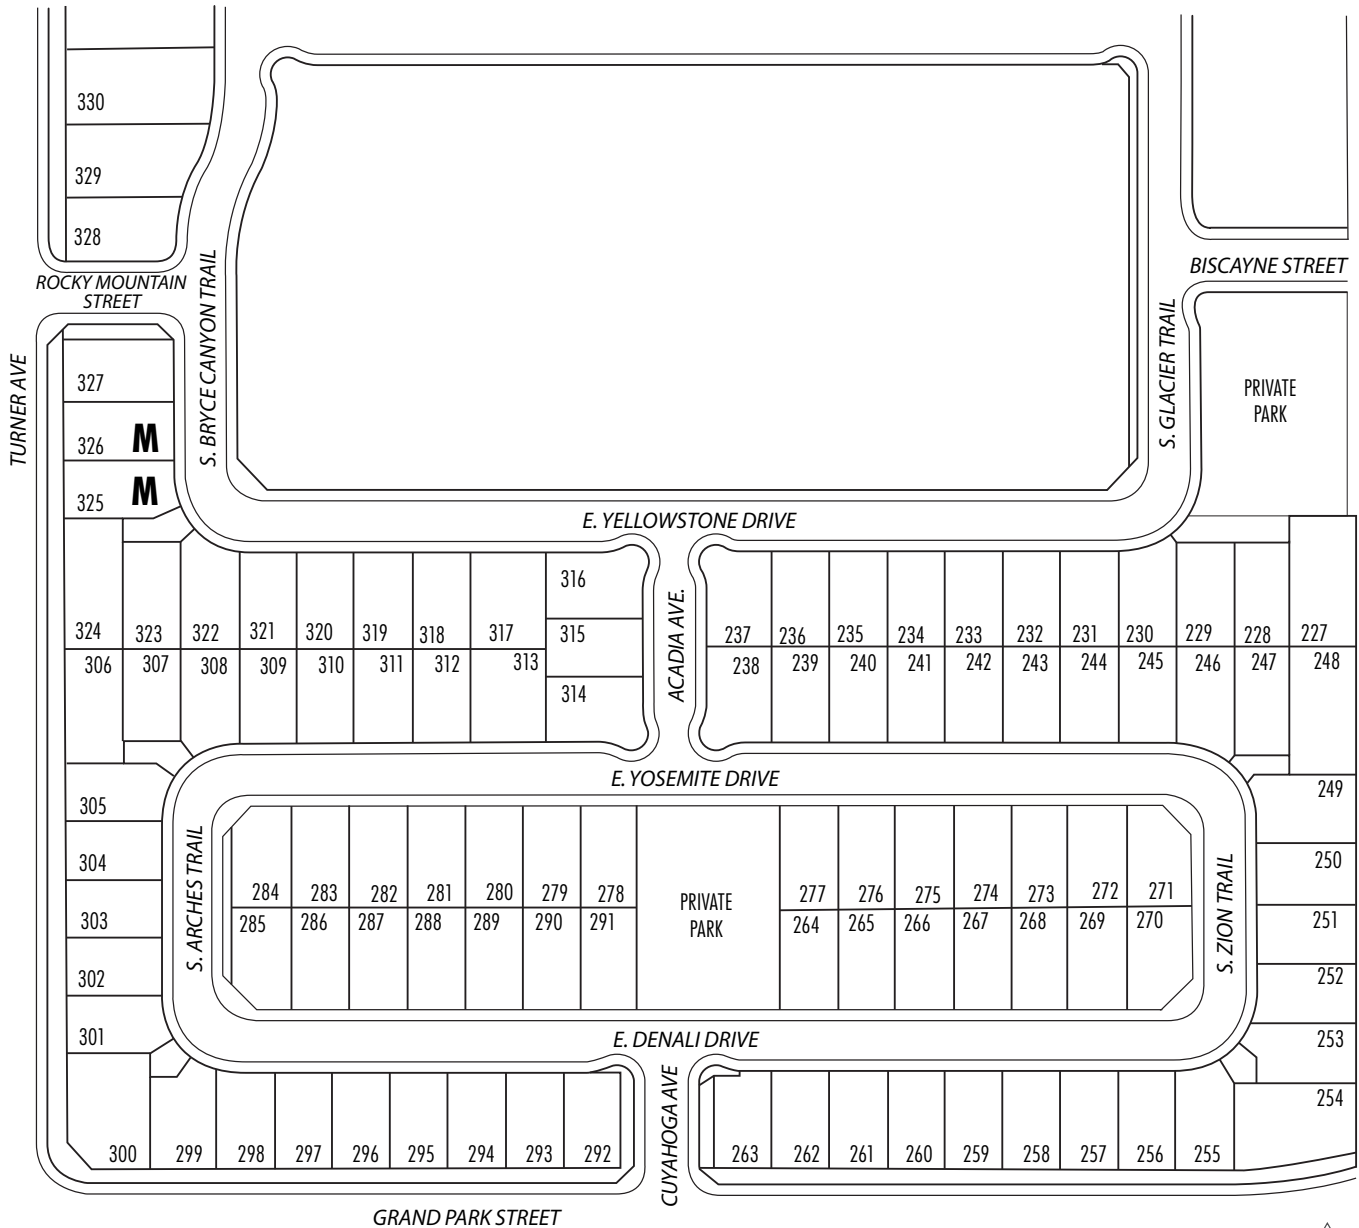 330
329
328
ROCKY MOUNTAIN
STREET
S. BRYCE CANYON TRAIL
BISCAYNE STREET
S. GLACIER TRAIL
TURNER AVE
327
326 M
325 M
PRIVATE
PARK
E. YELLOWSTONE DRIVE
316
315
314
ACADIA AVE.
324 323 322 321 320 319 318 317
306 307 308 309 310 311 312 313
237 236 235 234 233 232 231 230 229 228 227
238 239 240 241 242 243 244 245 246 247 248
E. YOSEMITE DRIVE
305
304
303
302
301
S. ARCHES TRAIL
284 283 282 281 280 279 278
285 286 287 288 289 290 291
PRIVATE
PARK
277 276 275 274 273 272 271
264 265 266 267 268 269 270
S. ZION TRAIL
249
250
251
252
253
254
E. DENALI DRIVE
300 299 298 297 296 295 294 293 292
CUYAHOGA AVE
263 262 261 260 259 258 257 256 255
GRAND PARK STREET